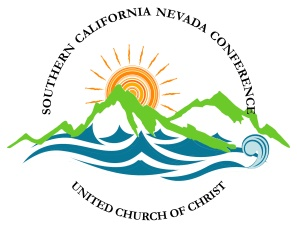 SOUTHERN CALIFORNIA NEVADA CONFERENCE
UNITED CHURCH OF CHRIST